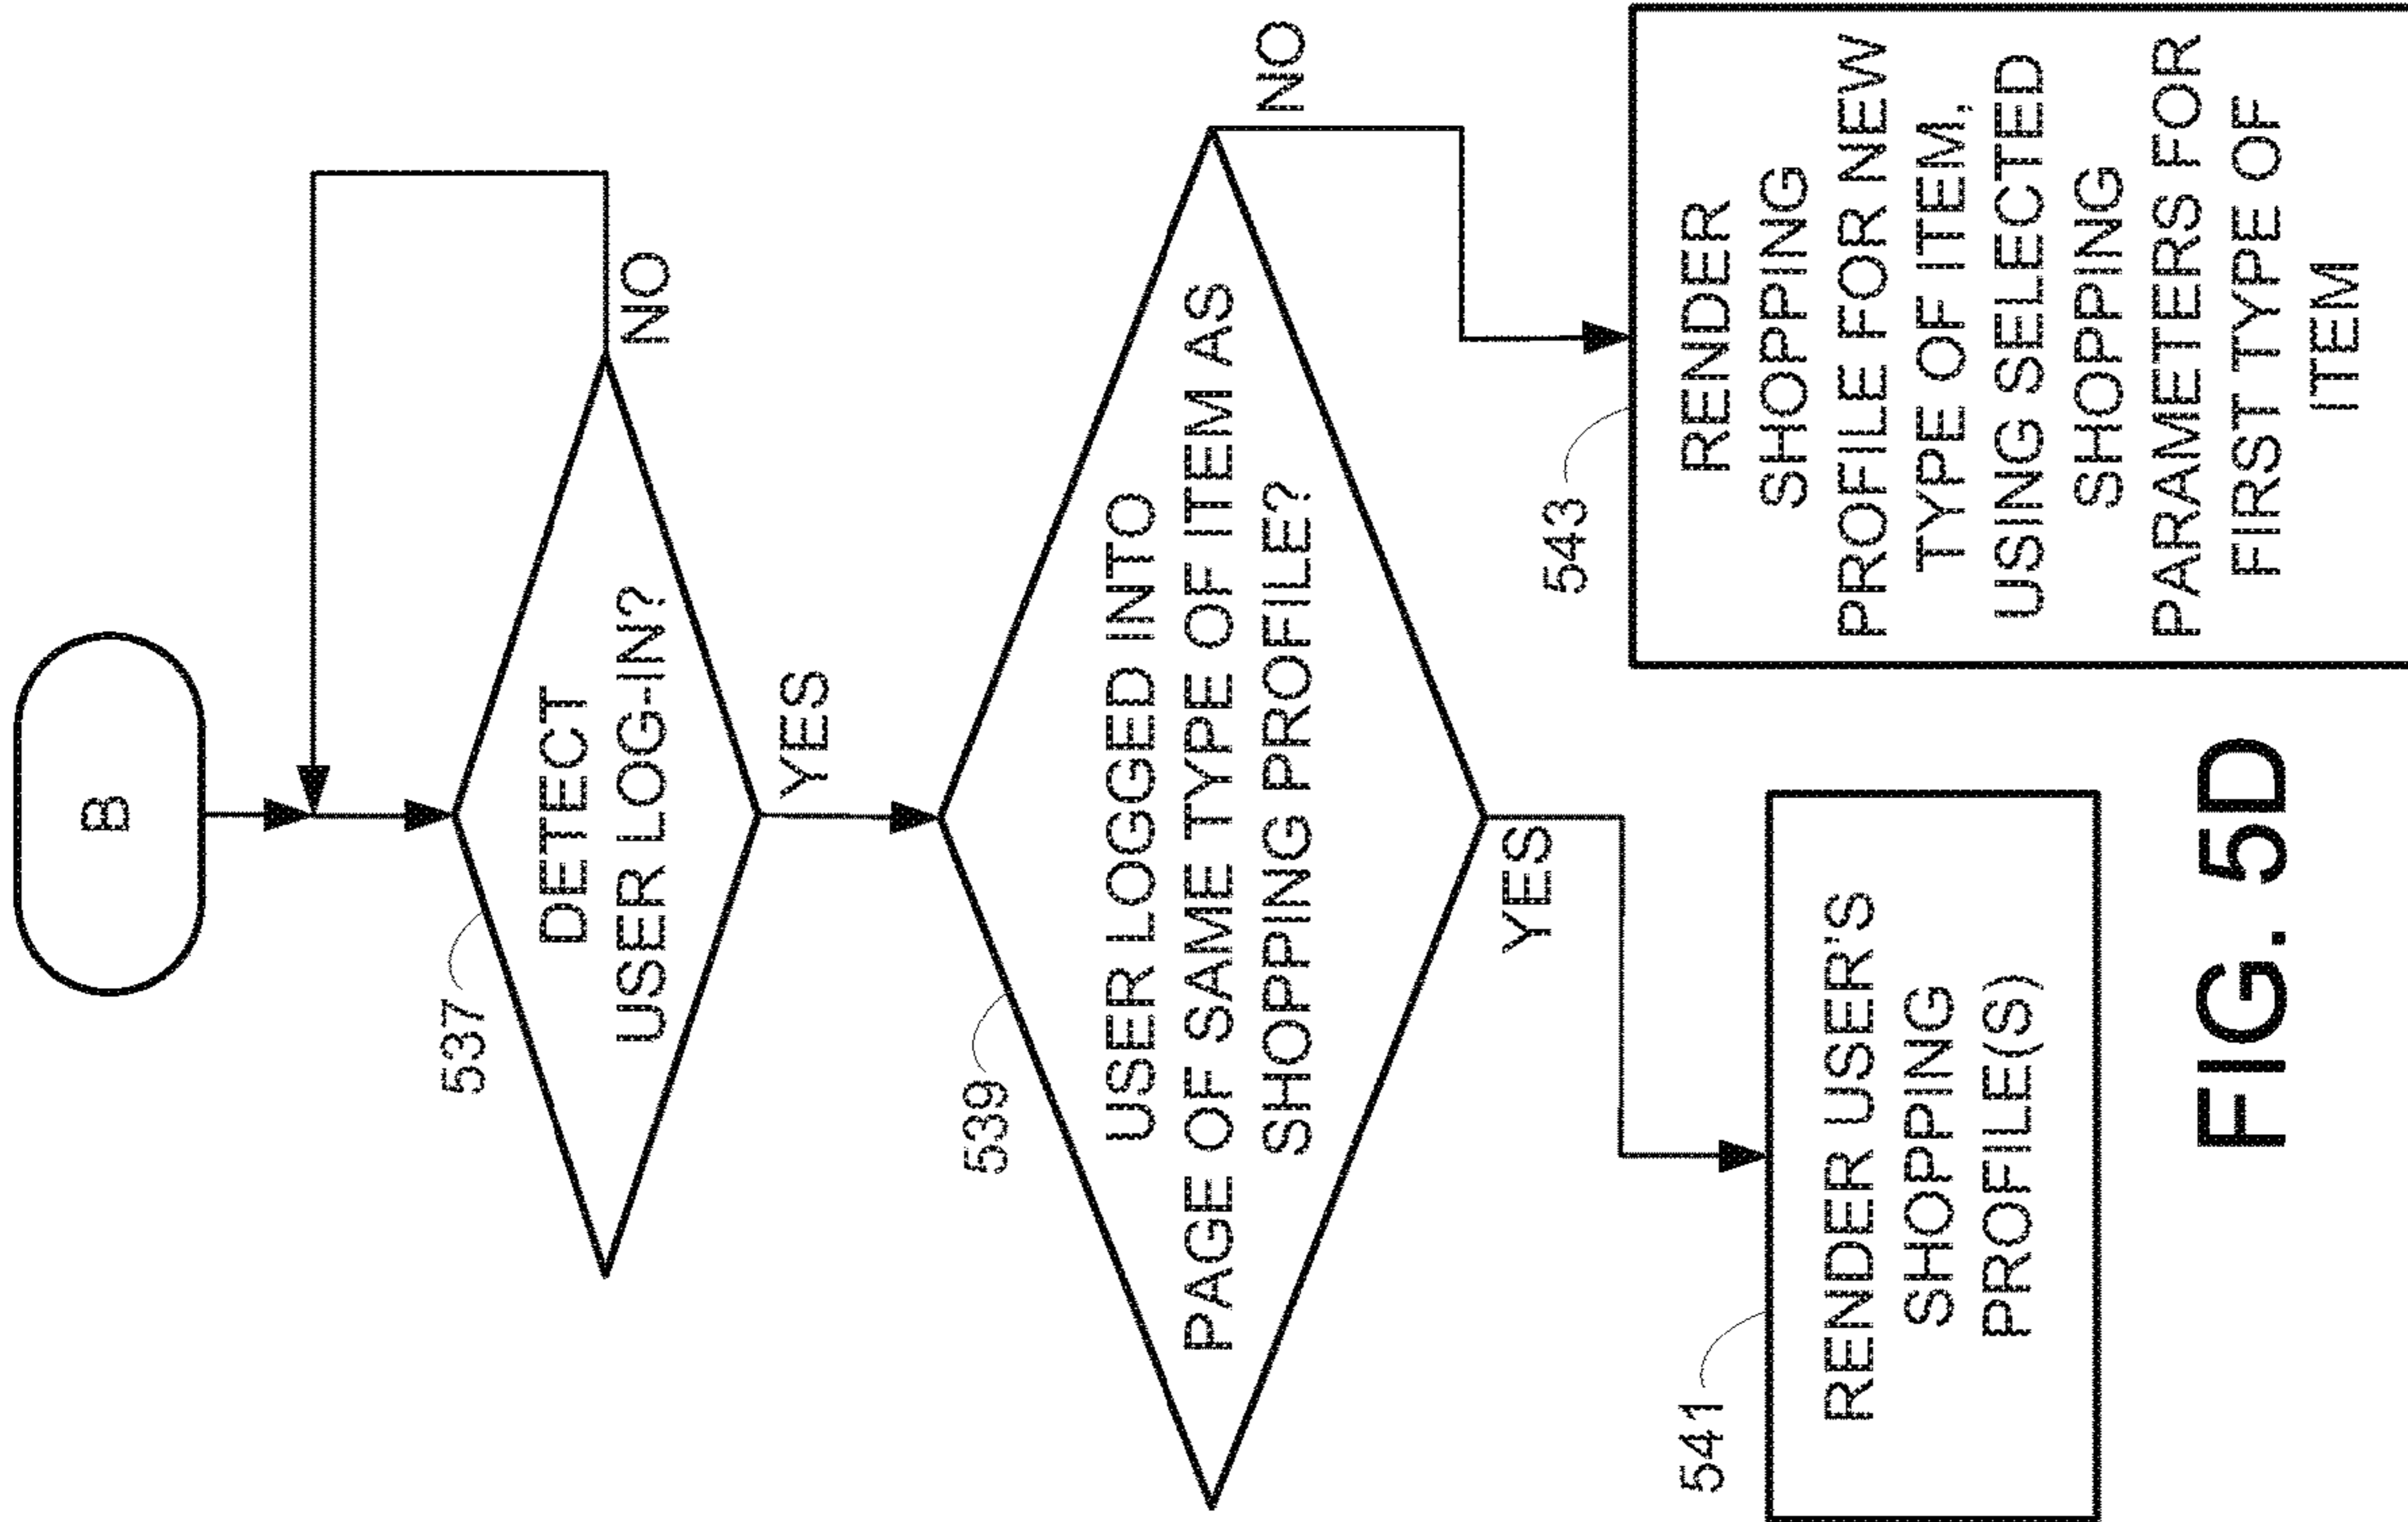 B
537
DETECT
USER LOG-IN?
NO
YES
539
USER LOGGED INTO
PAGE OF SAME TYPE OF ITEM AS
SHOPPING PROFILE?
NO
YES
541
RENDER USER'S
SHOPPING
PROFILE(S)
543
RENDER
SHOPPING
PROFILE FOR NEW
TYPE OF ITEM,
USING SELECTED
SHOPPING
PARAMETERS FOR
FIRST TYPE OF
ITEM
FIG. 5D